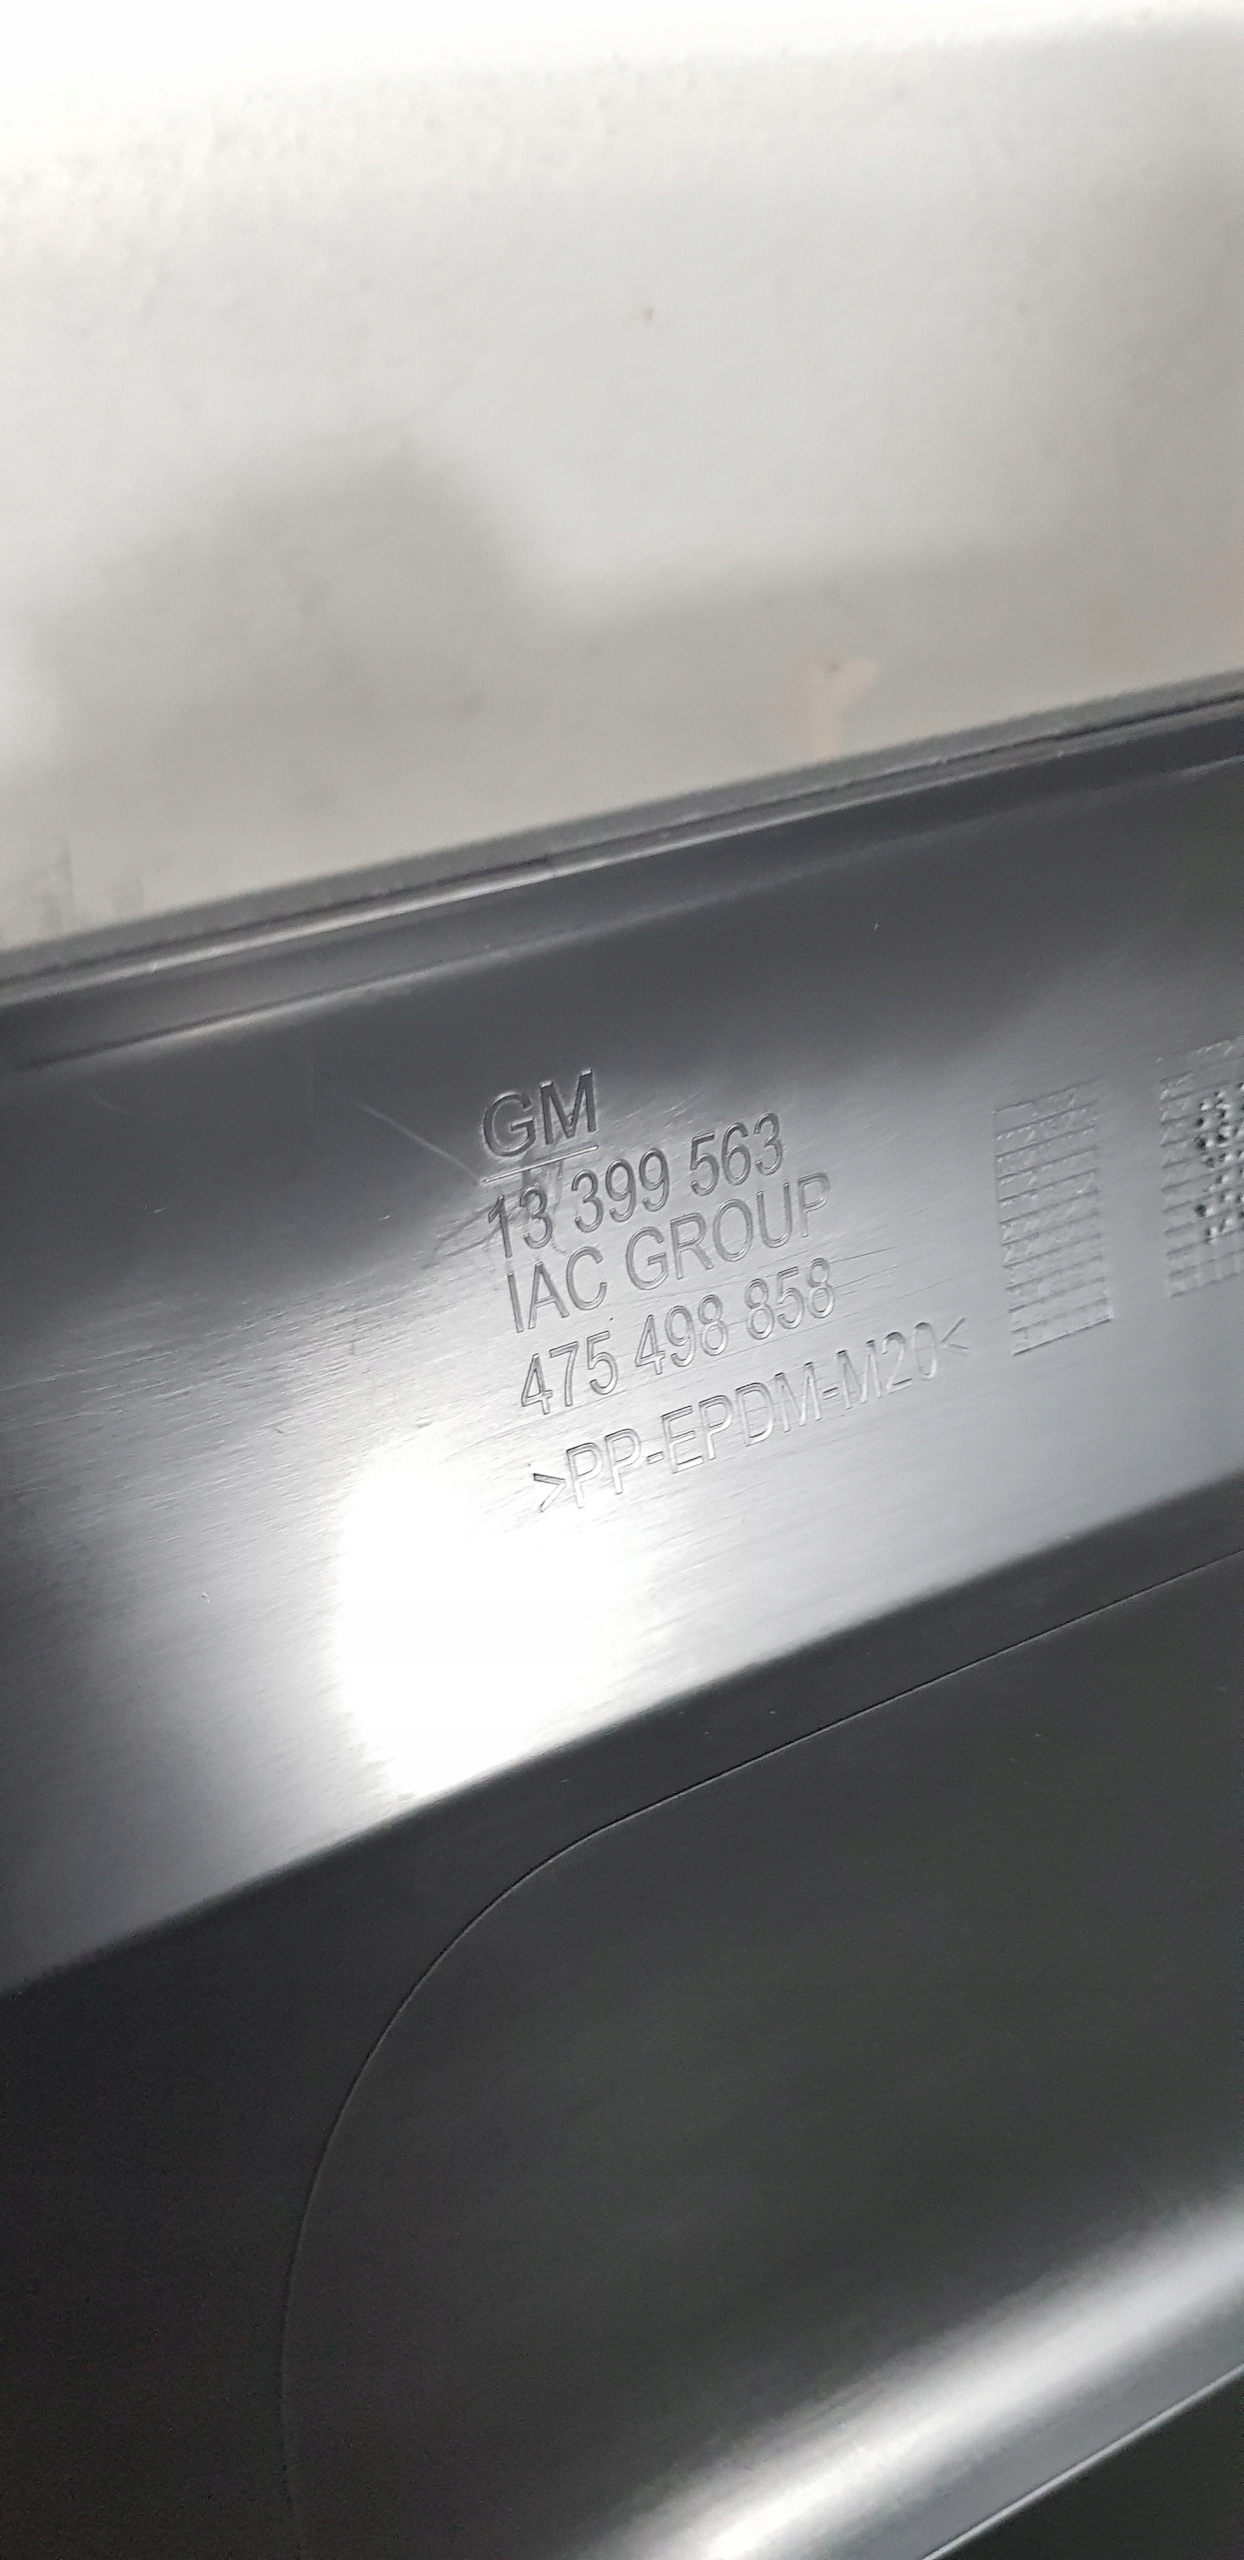 GM
13 399 563
IAC GROUP
475 498 858
>PP-EPDM-M20<